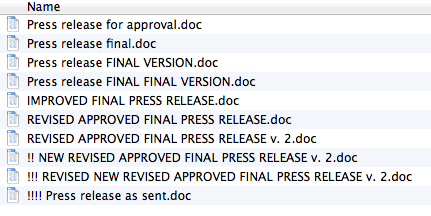 Name
Press release for approval.doc
Press release final.doc
Press release FINAL VERSION.doc
Press release FINAL FINAL VERSION.doc
IMPROVED FINAL PRESS RELEASE.doc
REVISED APPROVED FINAL PRESS RELEASE.doc
REVISED APPROVED FINAL PRESS RELEASE v. 2.doc
!! NEW REVISED APPROVED FINAL PRESS RELEASE v. 2.doc
!!! REVISED NEW REVISED APPROVED FINAL PRESS RELEASE v. 2.doc
!!!! Press release as sent.doc